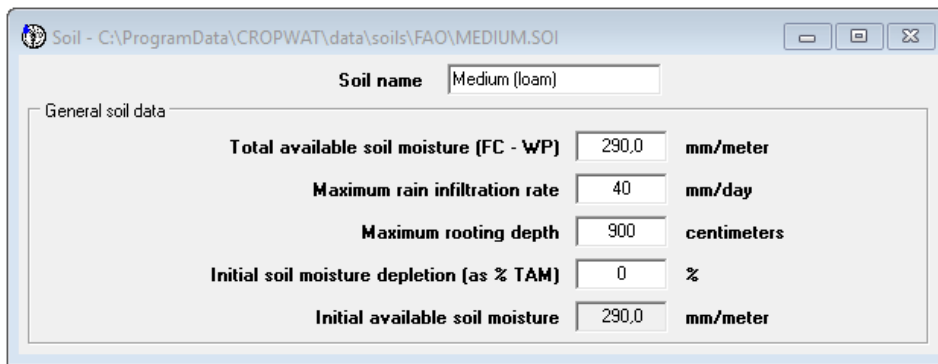 Soil - C:\ProgramData\CROPWAT\data\soils\FAO\MEDIUM.SOI
Soil name Medium (loam)
General soil data
Total available soil moisture (FC - WP) 290,0 mm/meter
Maximum rain infiltration rate 40 mm/day
Maximum rooting depth 900 centimeters
Initial soil moisture depletion (as % TAM) 0 %
Initial available soil moisture 290,0 mm/meter